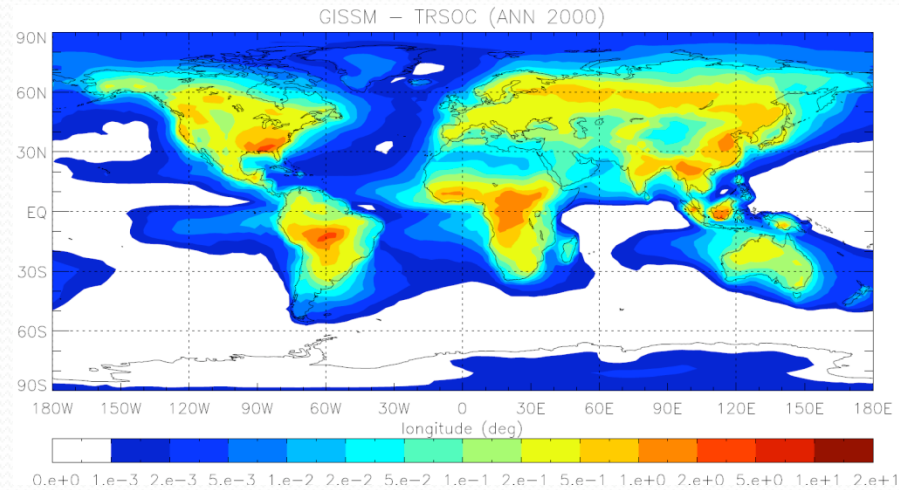 GISSM – TRSOC (ANN 2000)
90N
60N
30N
EQ
30S
60S
90S
180W 150W 120W 90W 60W 30W 0 30E 60E 90E 120E 150E 180E
longitude (deg)
0.e+0 1.e-3 2.e-3 5.e-3 1.e-2 2.e-2 5.e-2 1.e-1 2.e-1 5.e-1 1.e+0 2.e+0 5.e+0 1.e+1 2.e+1